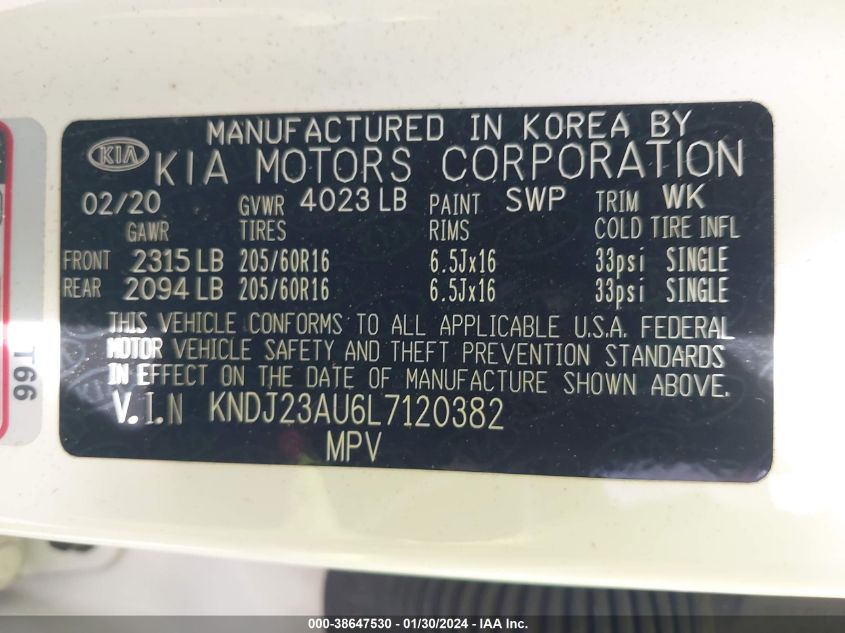 MANUFACTURED IN KOREA BY
KIA KIA MOTORS CORPORATION
02/20 GVWR 4023 LB PAINT SWP TRIM WK
GAWR TIRES RIMS COLD TIRE INFL
FRONT 2315 LB 205/60R16 6.5Jx16 33psi SINGLE
REAR 2094 LB 205/60R16 6.5Jx16 33psi SINGLE
THIS VEHICLE CONFORMS TO ALL APPLICABLE U.S.A. FEDERAL
MOTOR VEHICLE SAFETY AND THEFT PREVENTION STANDARDS
IN EFFECT ON THE DATE OF MANUFACTURE SHOWN ABOVE.
V.I.N KNDJ23AU6L7120382
MPV
T66
000-38647530 - 01/30/2024 - IAA Inc.